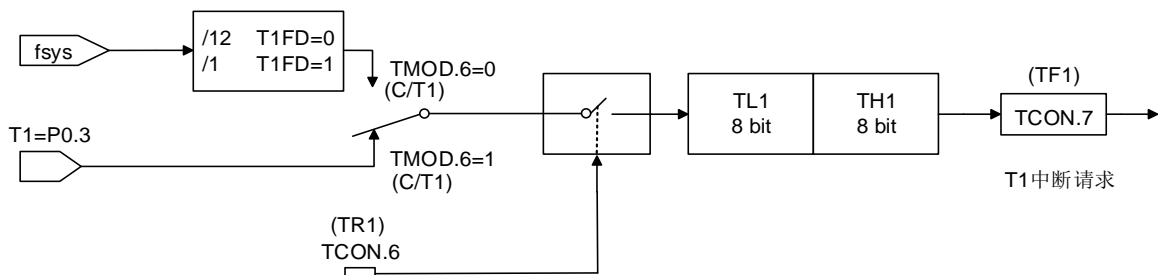 fsys
/12 T1FD=0
/1 T1FD=1
TMOD.6=0
(C/T1)
T1=P0.3
TMOD.6=1
(C/T1)
(TR1)
TCON.6
TL1
8 bit
TH1
8 bit
(TF1)
TCON.7
T1中断请求